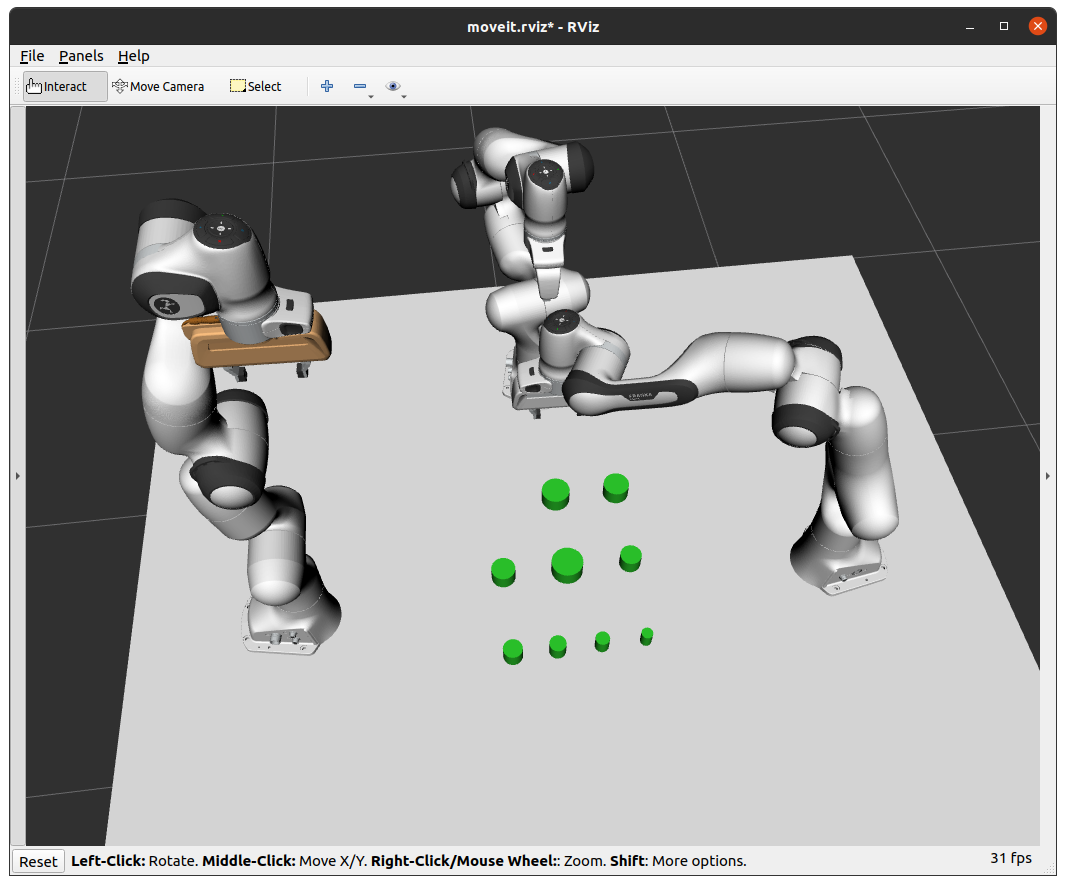 moveit.rviz* - RViz
File Panels Help
Interact Move Camera Select
FRANKA
Reset Left-Click: Rotate. Middle-Click: Move X/Y. Right-Click/Mouse Wheel:: Zoom. Shift: More options. 31 fps